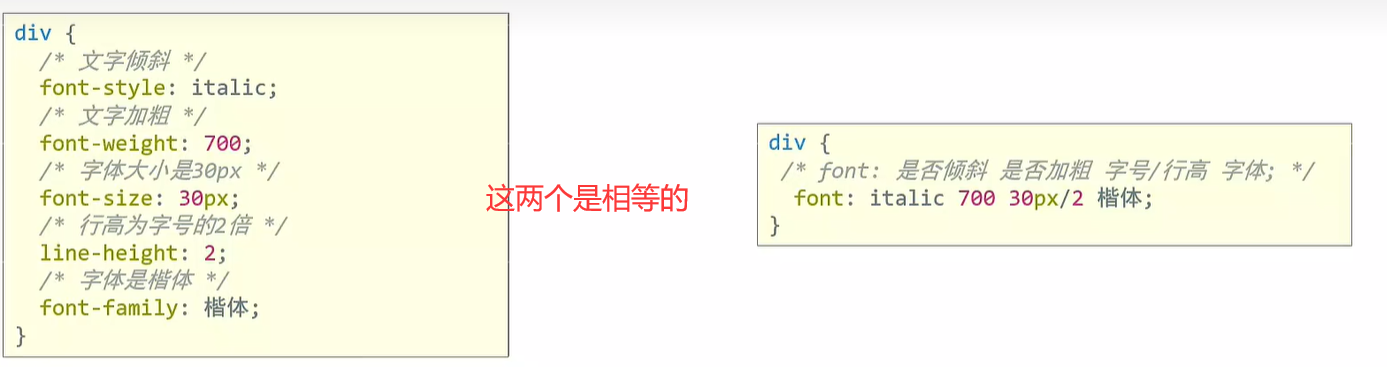 div {
/* 文字倾斜 */
font-style: italic;
/* 文字加粗 */
font-weight: 700;
/* 字体大小是30px */
font-size: 30px;
/* 行高为字号的2倍 */
line-height: 2;
/* 字体是楷体 */
font-family: 楷体;
}
这两个是相等的
div {
/* font: 是否倾斜 是否加粗 字号/行高 字体; */
font: italic 700 30px/2 楷体;
}